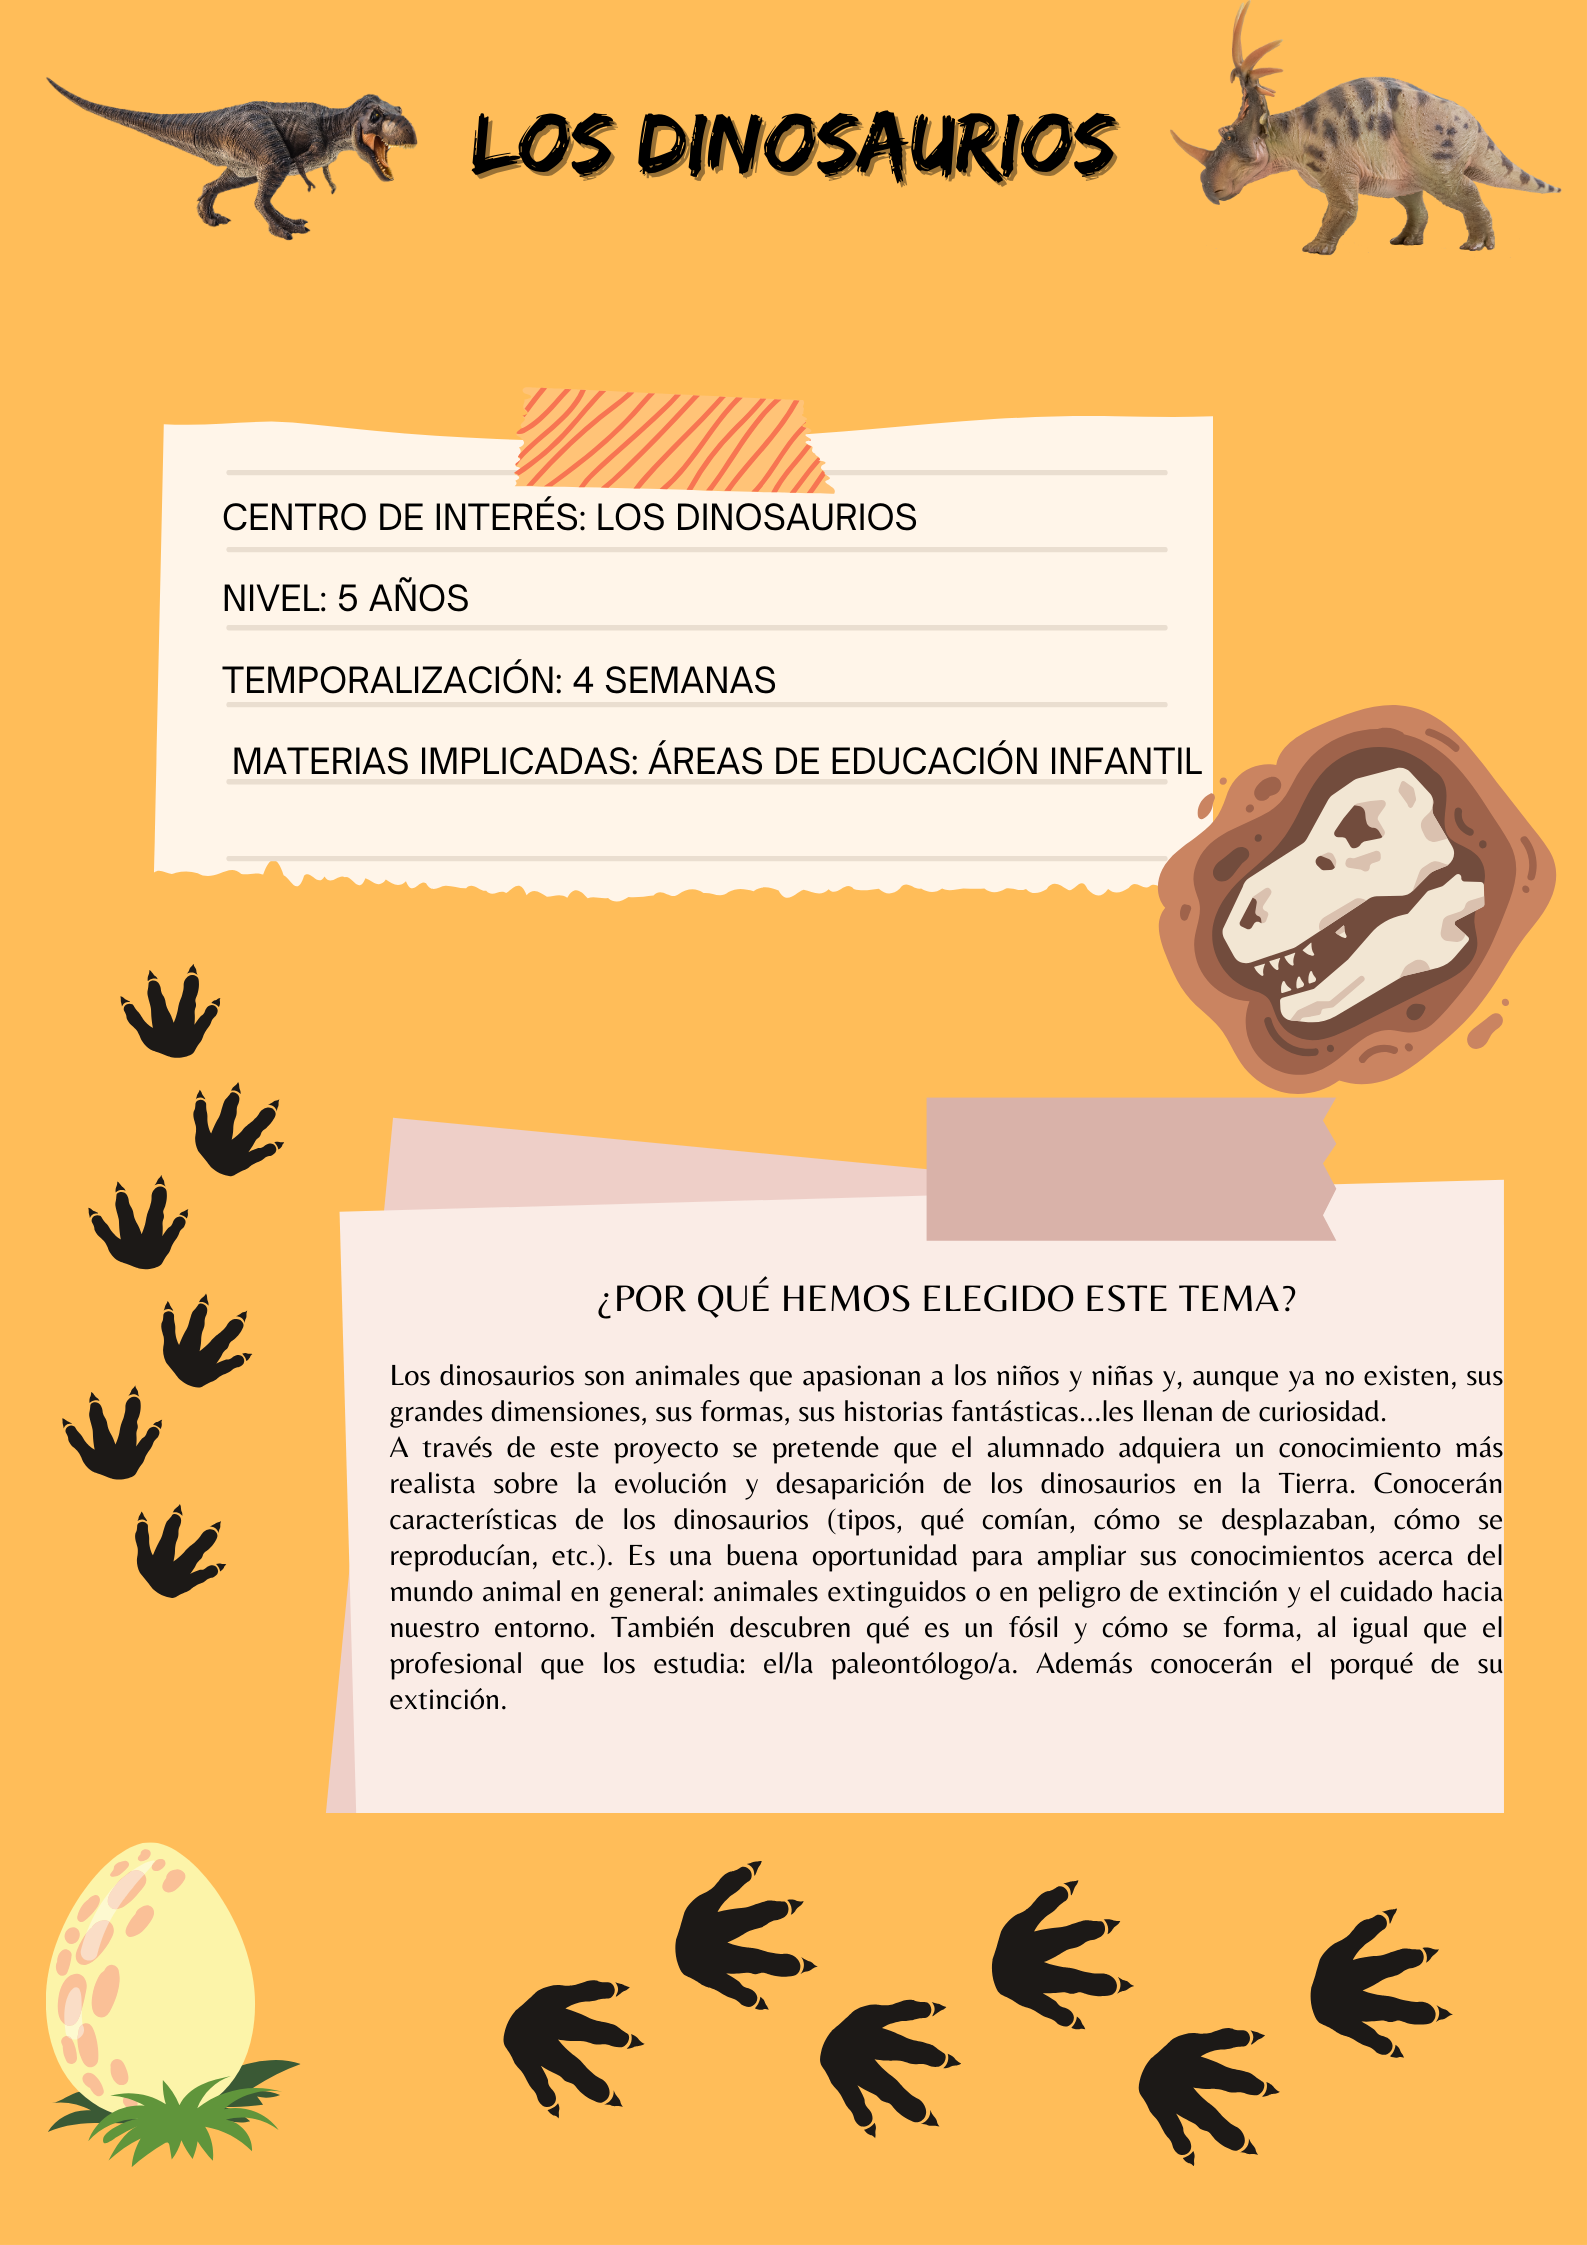 LOS DINOSAURIOS
CENTRO DE INTERÉS: LOS DINOSAURIOS
NIVEL: 5 AÑOS
TEMPORALIZACIÓN: 4 SEMANAS
MATERIAS IMPLICADAS: ÁREAS DE EDUCACIÓN INFANTIL
¿POR QUÉ HEMOS ELEGIDO ESTE TEMA?
Los dinosaurios son animales que apasionan a los niños y niñas y, aunque ya no existen, sus
grandes dimensiones, sus formas, sus historias fantásticas...les llenan de curiosidad.
A través de este proyecto se pretende que el alumnado adquiera un conocimiento más
realista sobre la evolución y desaparición de los dinosaurios en la Tierra. Conocerán
características de los dinosaurios (tipos, qué comían, cómo se desplazaban, cómo se
reproducían, etc.). Es una buena oportunidad para ampliar sus conocimientos acerca del
mundo animal en general: animales extinguidos o en peligro de extinción y el cuidado hacia
nuestro entorno. También descubren qué es un fósil y cómo se forma, al igual que el
profesional que los estudia: el/la paleontólogo/a. Además conocerán el porqué de su
extinción.